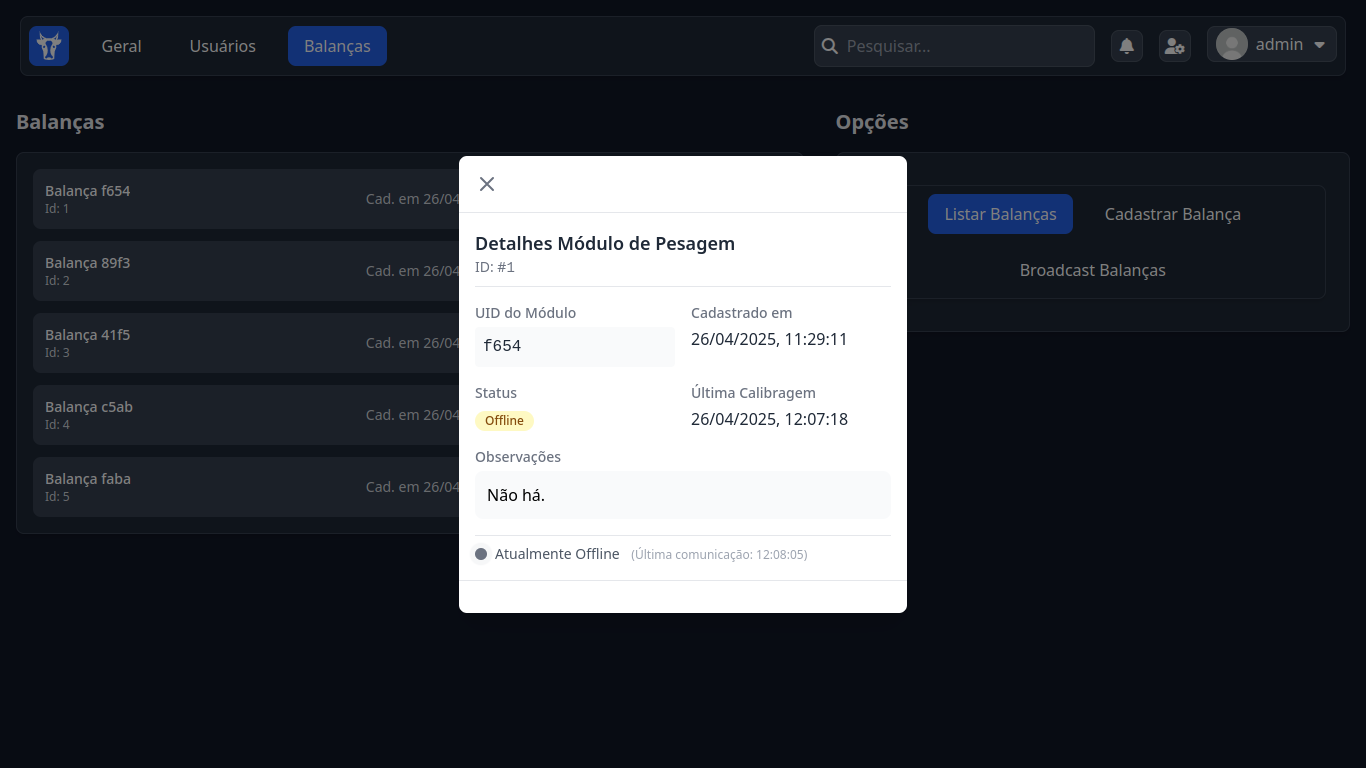 Geral Usuários Balanças Pesquisar... admin
Balanças
Opções
Balança f654
Id: 1
Cad. em 26/04
Balança 89f3
Id: 2
Cad. em 26/04
Balança 41f5
Id: 3
Cad. em 26/04
Balança c5ab
Id: 4
Cad. em 26/04
Balança faba
Id: 5
Cad. em 26/04
Listar Balanças Cadastrar Balança
Broadcast Balanças
Detalhes Módulo de Pesagem
ID: #1
UID do Módulo
f654
Cadastrado em
26/04/2025, 11:29:11
Status
Offline
Última Calibragem
26/04/2025, 12:07:18
Observações
Não há.
Atualmente Offline (Última comunicação: 12:08:05)